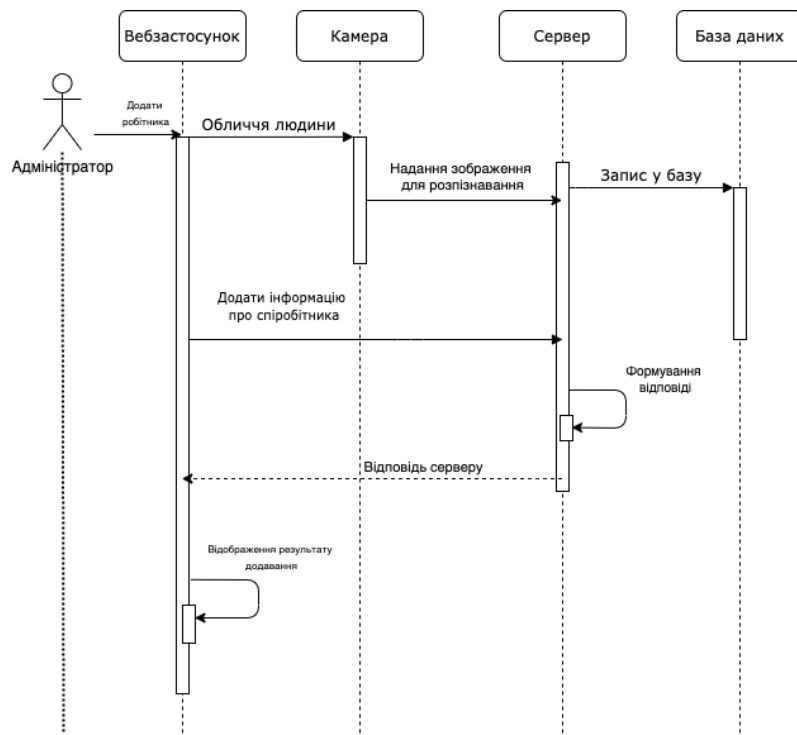 Вебзастосунок
Камера
Сервер
База даних
Додати
робітника
Обличчя людини
Адміністратор
Надання зображення
для розпізнавання
Запис у базу
Додати інформацію
про спіробітника
Формування
відповіді
Відповідь серверу
Відображення результату
додавання